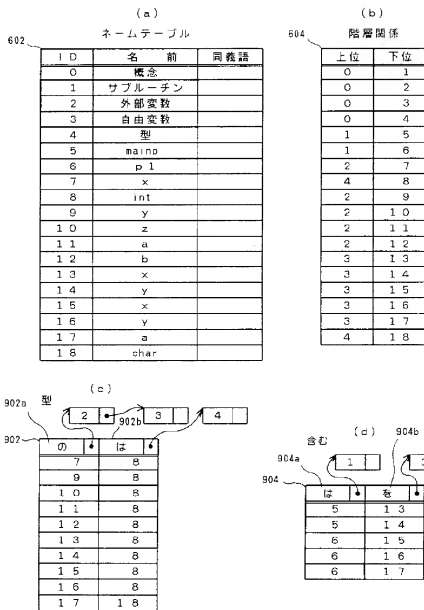 (a)
ネームテーブル
602
ID 名前 同義語
0 概念
1 サブルーチン
2 外部変数
3 自由変数
4 型
5 mainp
6 p1
7 x
8 int
9 y
10 z
11 a
12 b
13 x
14 y
15 x
16 y
17 a
18 char
(b)
階層関係
604
上位 下位
0 1
0 2
0 3
0 4
1 5
1 6
2 7
4 8
2 9
2 10
2 11
2 12
3 13
3 14
3 15
3 16
3 17
4 18
(c)
902a 型
2 3 4
902b
902
の は
7 8
9 8
10 8
11 8
12 8
13 8
14 8
15 8
16 8
17 18
(d)
904b
含む
904a
1
904
は を
5 13
5 14
6 15
6 16
6 17